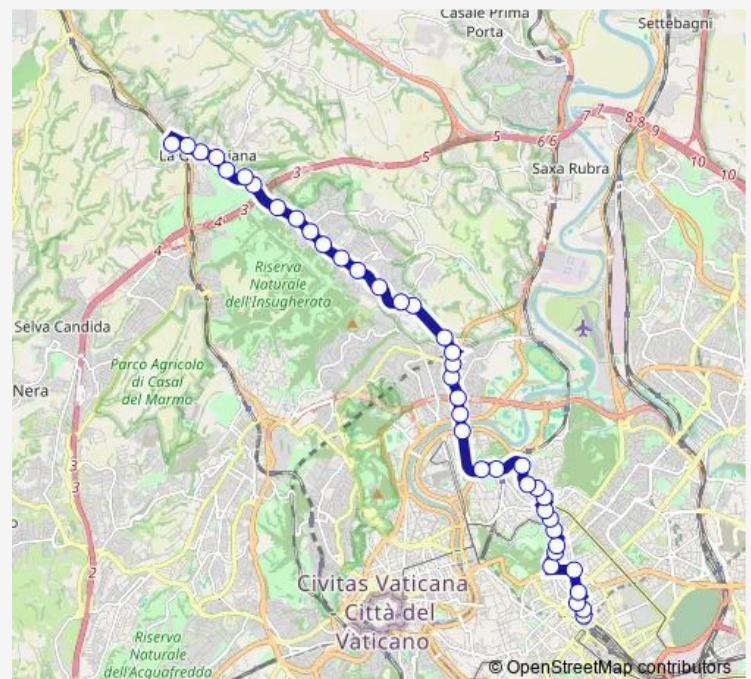 Casale Prima
Porta
Settebagni
7
7
8
8
9
6
6
5
5
10
10
Saxa Rubra
3
3
4
3
4
4
Riserva
Naturale
dell'Insugherata
Selva Candida
Parco Agricolo
di Casal
del Marmo
Nera
3
3
2
Civitas Vaticana
Città del
Vaticano
Riserva
Naturale
dell'Acquafredda
© OpenStreetMap contributors